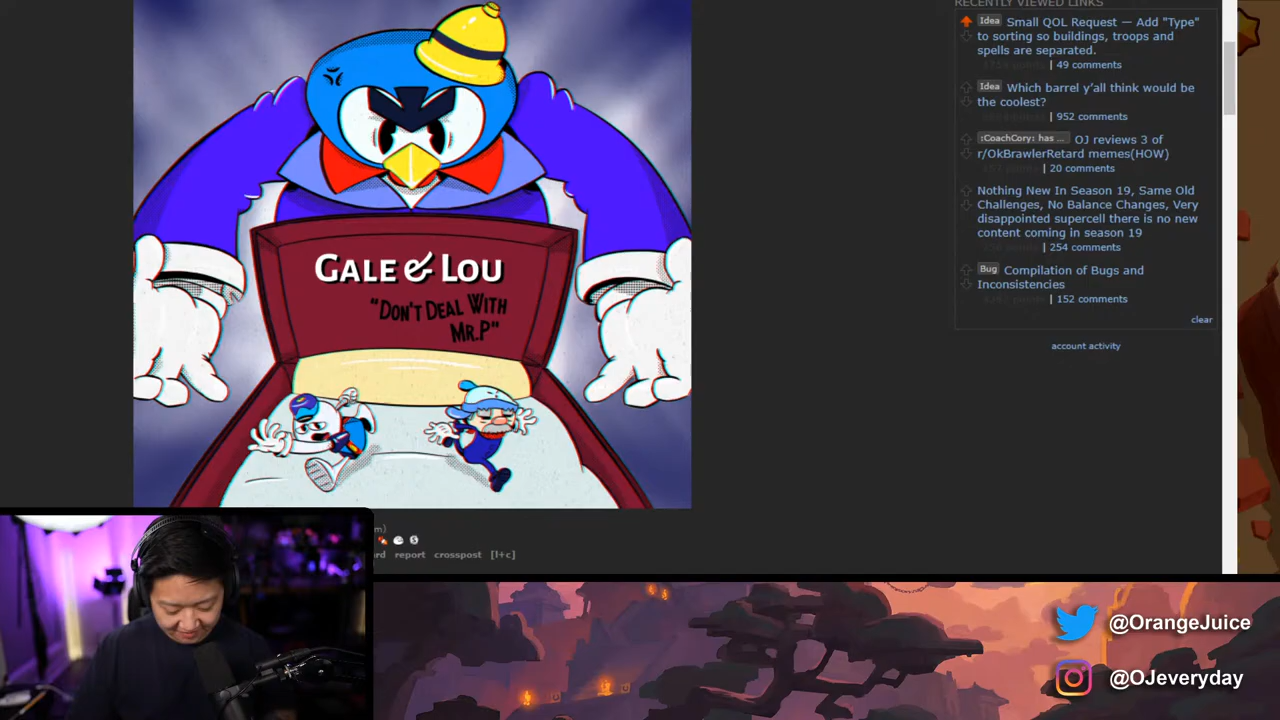 RECENTLY VIEWED LINKS
Idea Small QOL Request — Add "Type"
to sorting so buildings, troops and
spells are separated.
| 49 comments
Idea Which barrel y'all think would be
the coolest?
| 952 comments
:CoachCory: has ... OJ reviews 3 of
r/OkBrawlerRetard memes(HOW)
| 20 comments
Nothing New In Season 19, Same Old
Challenges, No Balance Changes, Very
disappointed supercell there is no new
content coming in season 19
| 254 comments
Bug Compilation of Bugs and
Inconsistencies
| 152 comments
clear
account activity
GALE & LOU
"DON'T DEAL WITH
MR.P"
report crosspost [l+c]
@OrangeJuice
@OJeveryday